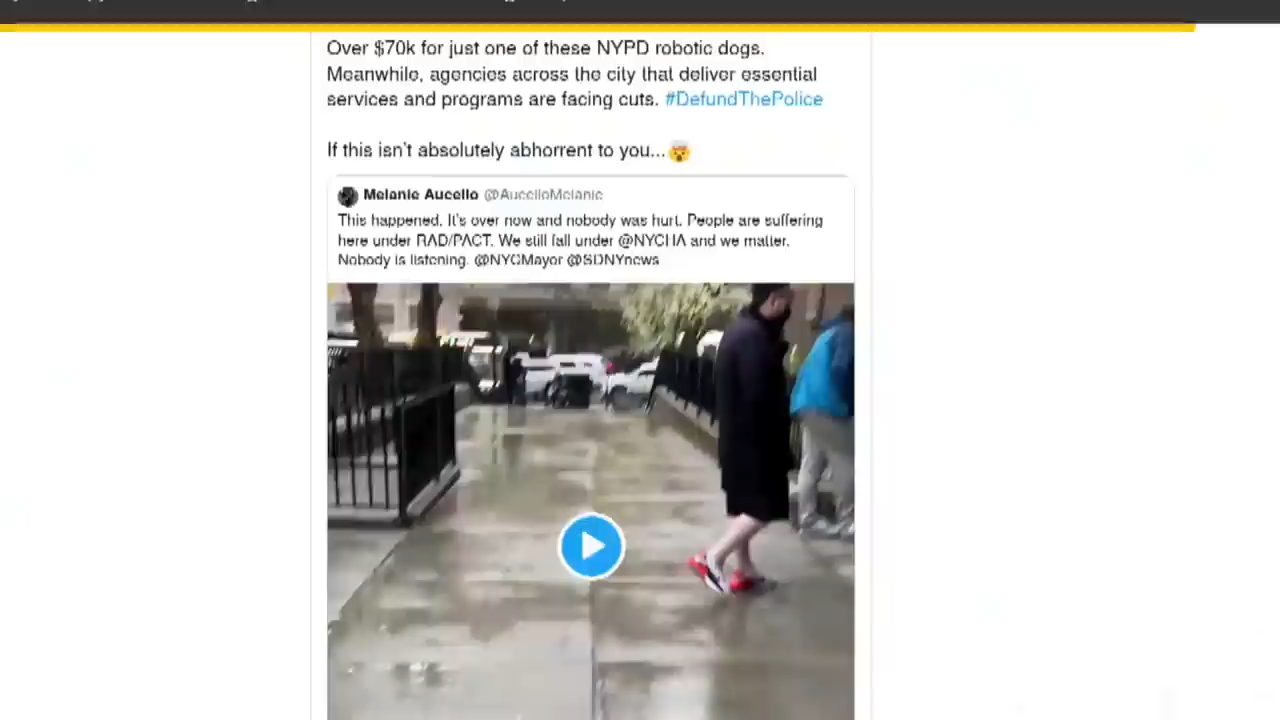 Over $70k for just one of these NYPD robotic dogs.
Meanwhile, agencies across the city that deliver essential
services and programs are facing cuts. #DefundThePolice
If this isn't absolutely abhorrent to you...🤯
Melanie Aucello @AucelloMelanie
This happened. It's over now and nobody was hurt. People are suffering
here under RAD/PACT. We still fall under @NYCHA and we matter.
Nobody is listening. @NYCMayor @SDNYnews